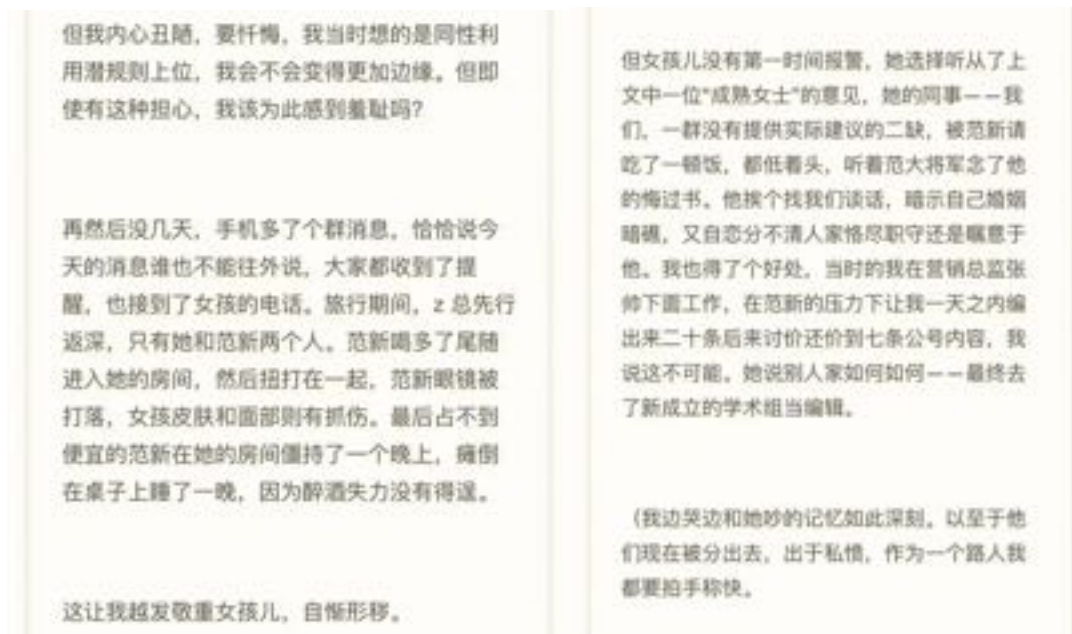 但我内心丑陋，要忏悔，我当时想的是同性利
用潜规则上位，我会不会变得更加边缘。但即
使有这种担心，我该为此感到羞耻吗？
再然后没几天，手机多了个群消息，恰恰说今
天的消息谁也不能往外说，大家都收到了提
醒，也接到了女孩的电话。旅行期间，z 总先行
返深，只有她和范新两个人。范新喝多了尾随
进入她的房间，然后扭打在一起，范新眼镜被
打落，女孩皮肤和面部则有抓伤。最后占不到
便宜的范新在她的房间僵持了一个晚上，瘫倒
在桌子上睡了一晚，因为醉酒失力没有得逞。
这让我越发敬重女孩儿，自惭形秽。
但女孩儿没有第一时间报警，她选择听从了上
文中一位“成熟女士”的意见，她的同事——我
们，一群没有提供实际建议的二缺，被范新请
吃了一顿饭，都低着头，听着范大将军念了他
的悔过书。他挨个找我们谈话，暗示自己婚姻
暗礁，又自恋分不清人家恪尽职守还是瞩意于
他。我也得了个好处，当时的我在营销总监张
帅下面工作，在范新的压力下让我一天之内编
出来二十条后来讨价还价到七条公号内容，我
说这不可能。她说别人家如何如何——最终去
了新成立的学术组当编辑。
（我边哭边和她吵的记忆如此深刻，以至于他
们现在被分出去，出于私愤，作为一个路人我
都要拍手称快。